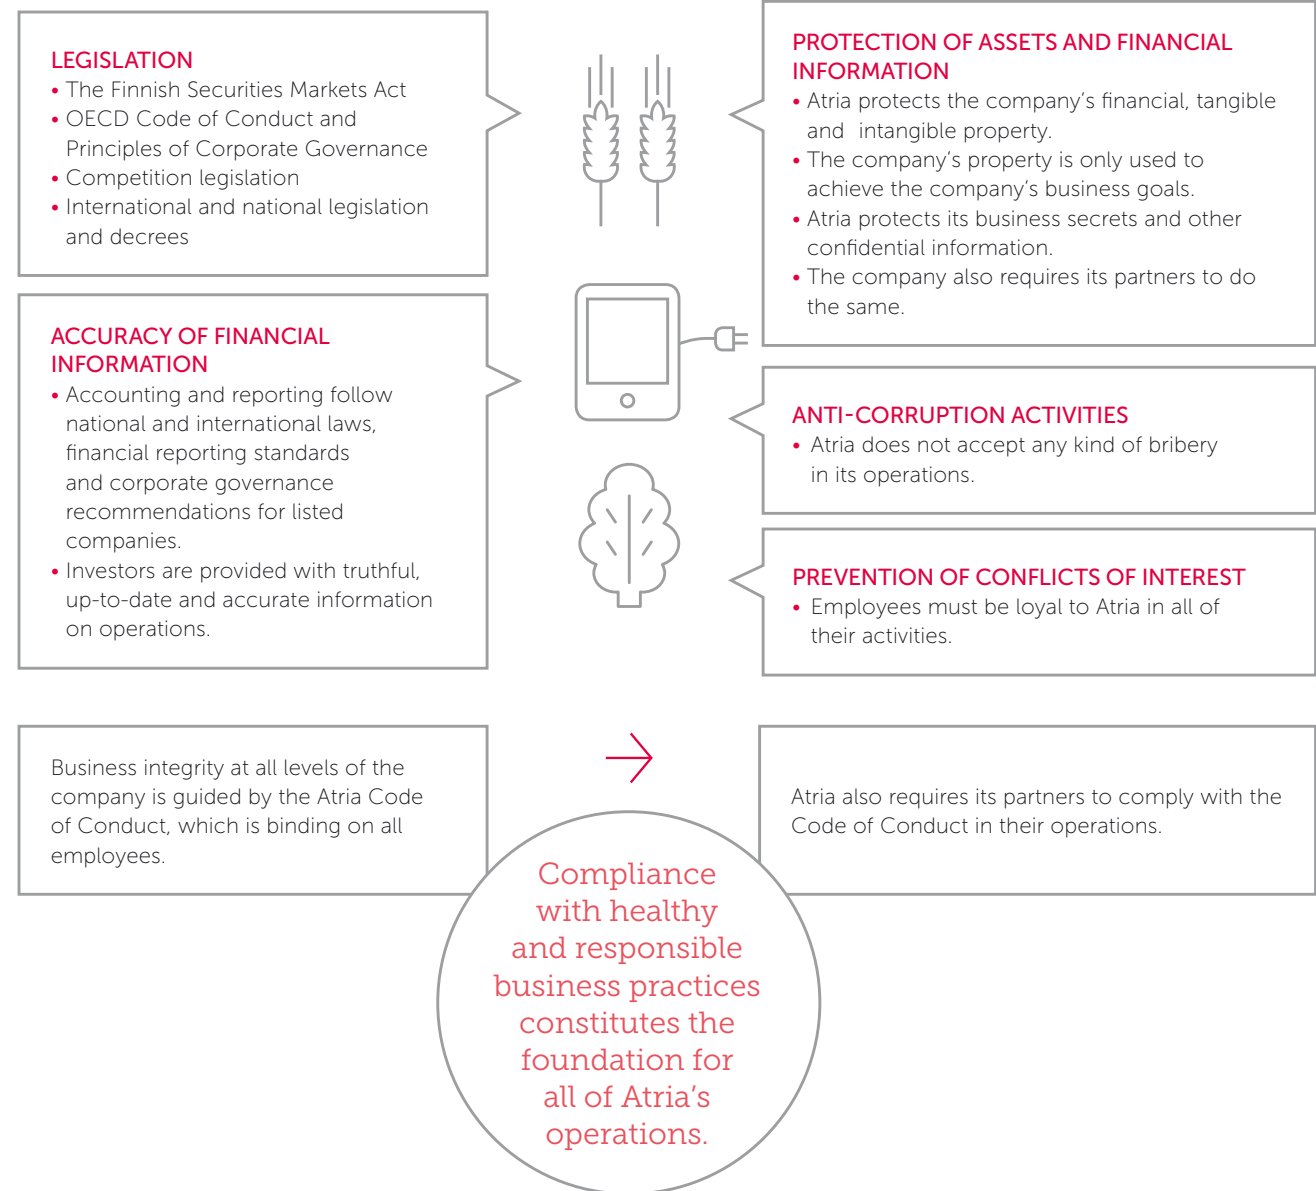 LEGISLATION
• The Finnish Securities Markets Act
• OECD Code of Conduct and
Principles of Corporate Governance
• Competition legislation
• International and national legislation
and decrees
ACCURACY OF FINANCIAL
INFORMATION
• Accounting and reporting follow
national and international laws,
financial reporting standards
and corporate governance
recommendations for listed
companies.
• Investors are provided with truthful,
up-to-date and accurate information
on operations.
PROTECTION OF ASSETS AND FINANCIAL
INFORMATION
• Atria protects the company’s financial, tangible
and intangible property.
• The company’s property is only used to
achieve the company’s business goals.
• Atria protects its business secrets and other
confidential information.
• The company also requires its partners to do
the same.
ANTI-CORRUPTION ACTIVITIES
• Atria does not accept any kind of bribery
in its operations.
PREVENTION OF CONFLICTS OF INTEREST
• Employees must be loyal to Atria in all of
their activities.
Business integrity at all levels of the
company is guided by the Atria Code
of Conduct, which is binding on all
employees.
Atria also requires its partners to comply with the
Code of Conduct in their operations.
Compliance
with healthy
and responsible
business practices
constitutes the
foundation for
all of Atria’s
operations.